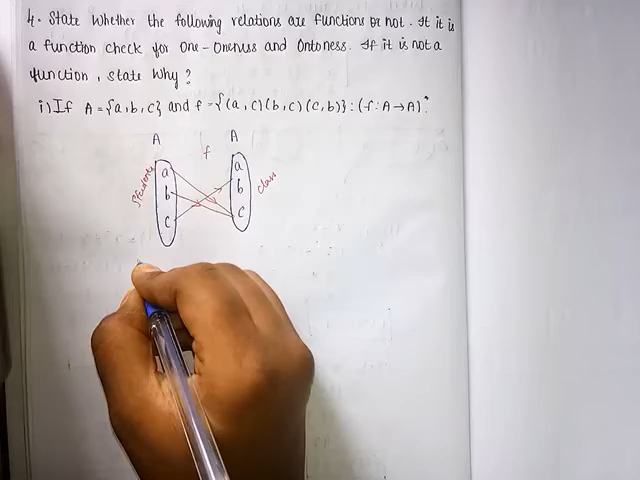 4. State Whether the following relations are functions or not. If it is
a function check for One-Oneness and Ontoness. If it is not a
function, state Why?
i) If A = {a, b, c} and f = {(a, c) (b, c) (c, b)} : (f : A → A)
A f A
a a
b b
c c
Students
class